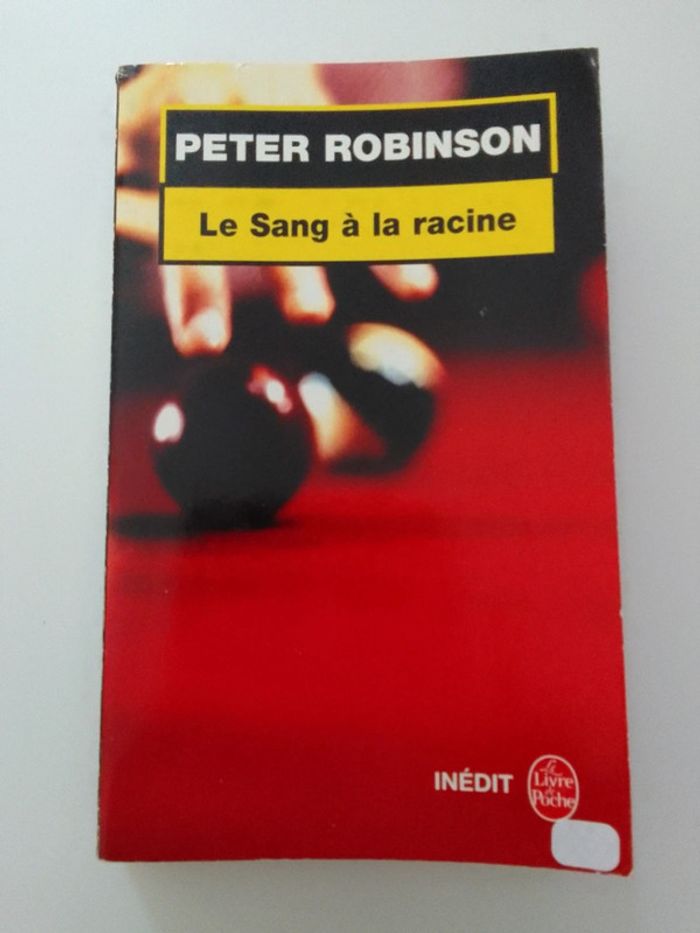 PETER ROBINSON
Le Sang à la racine
INÉDIT
Le
Livre
de
Poche